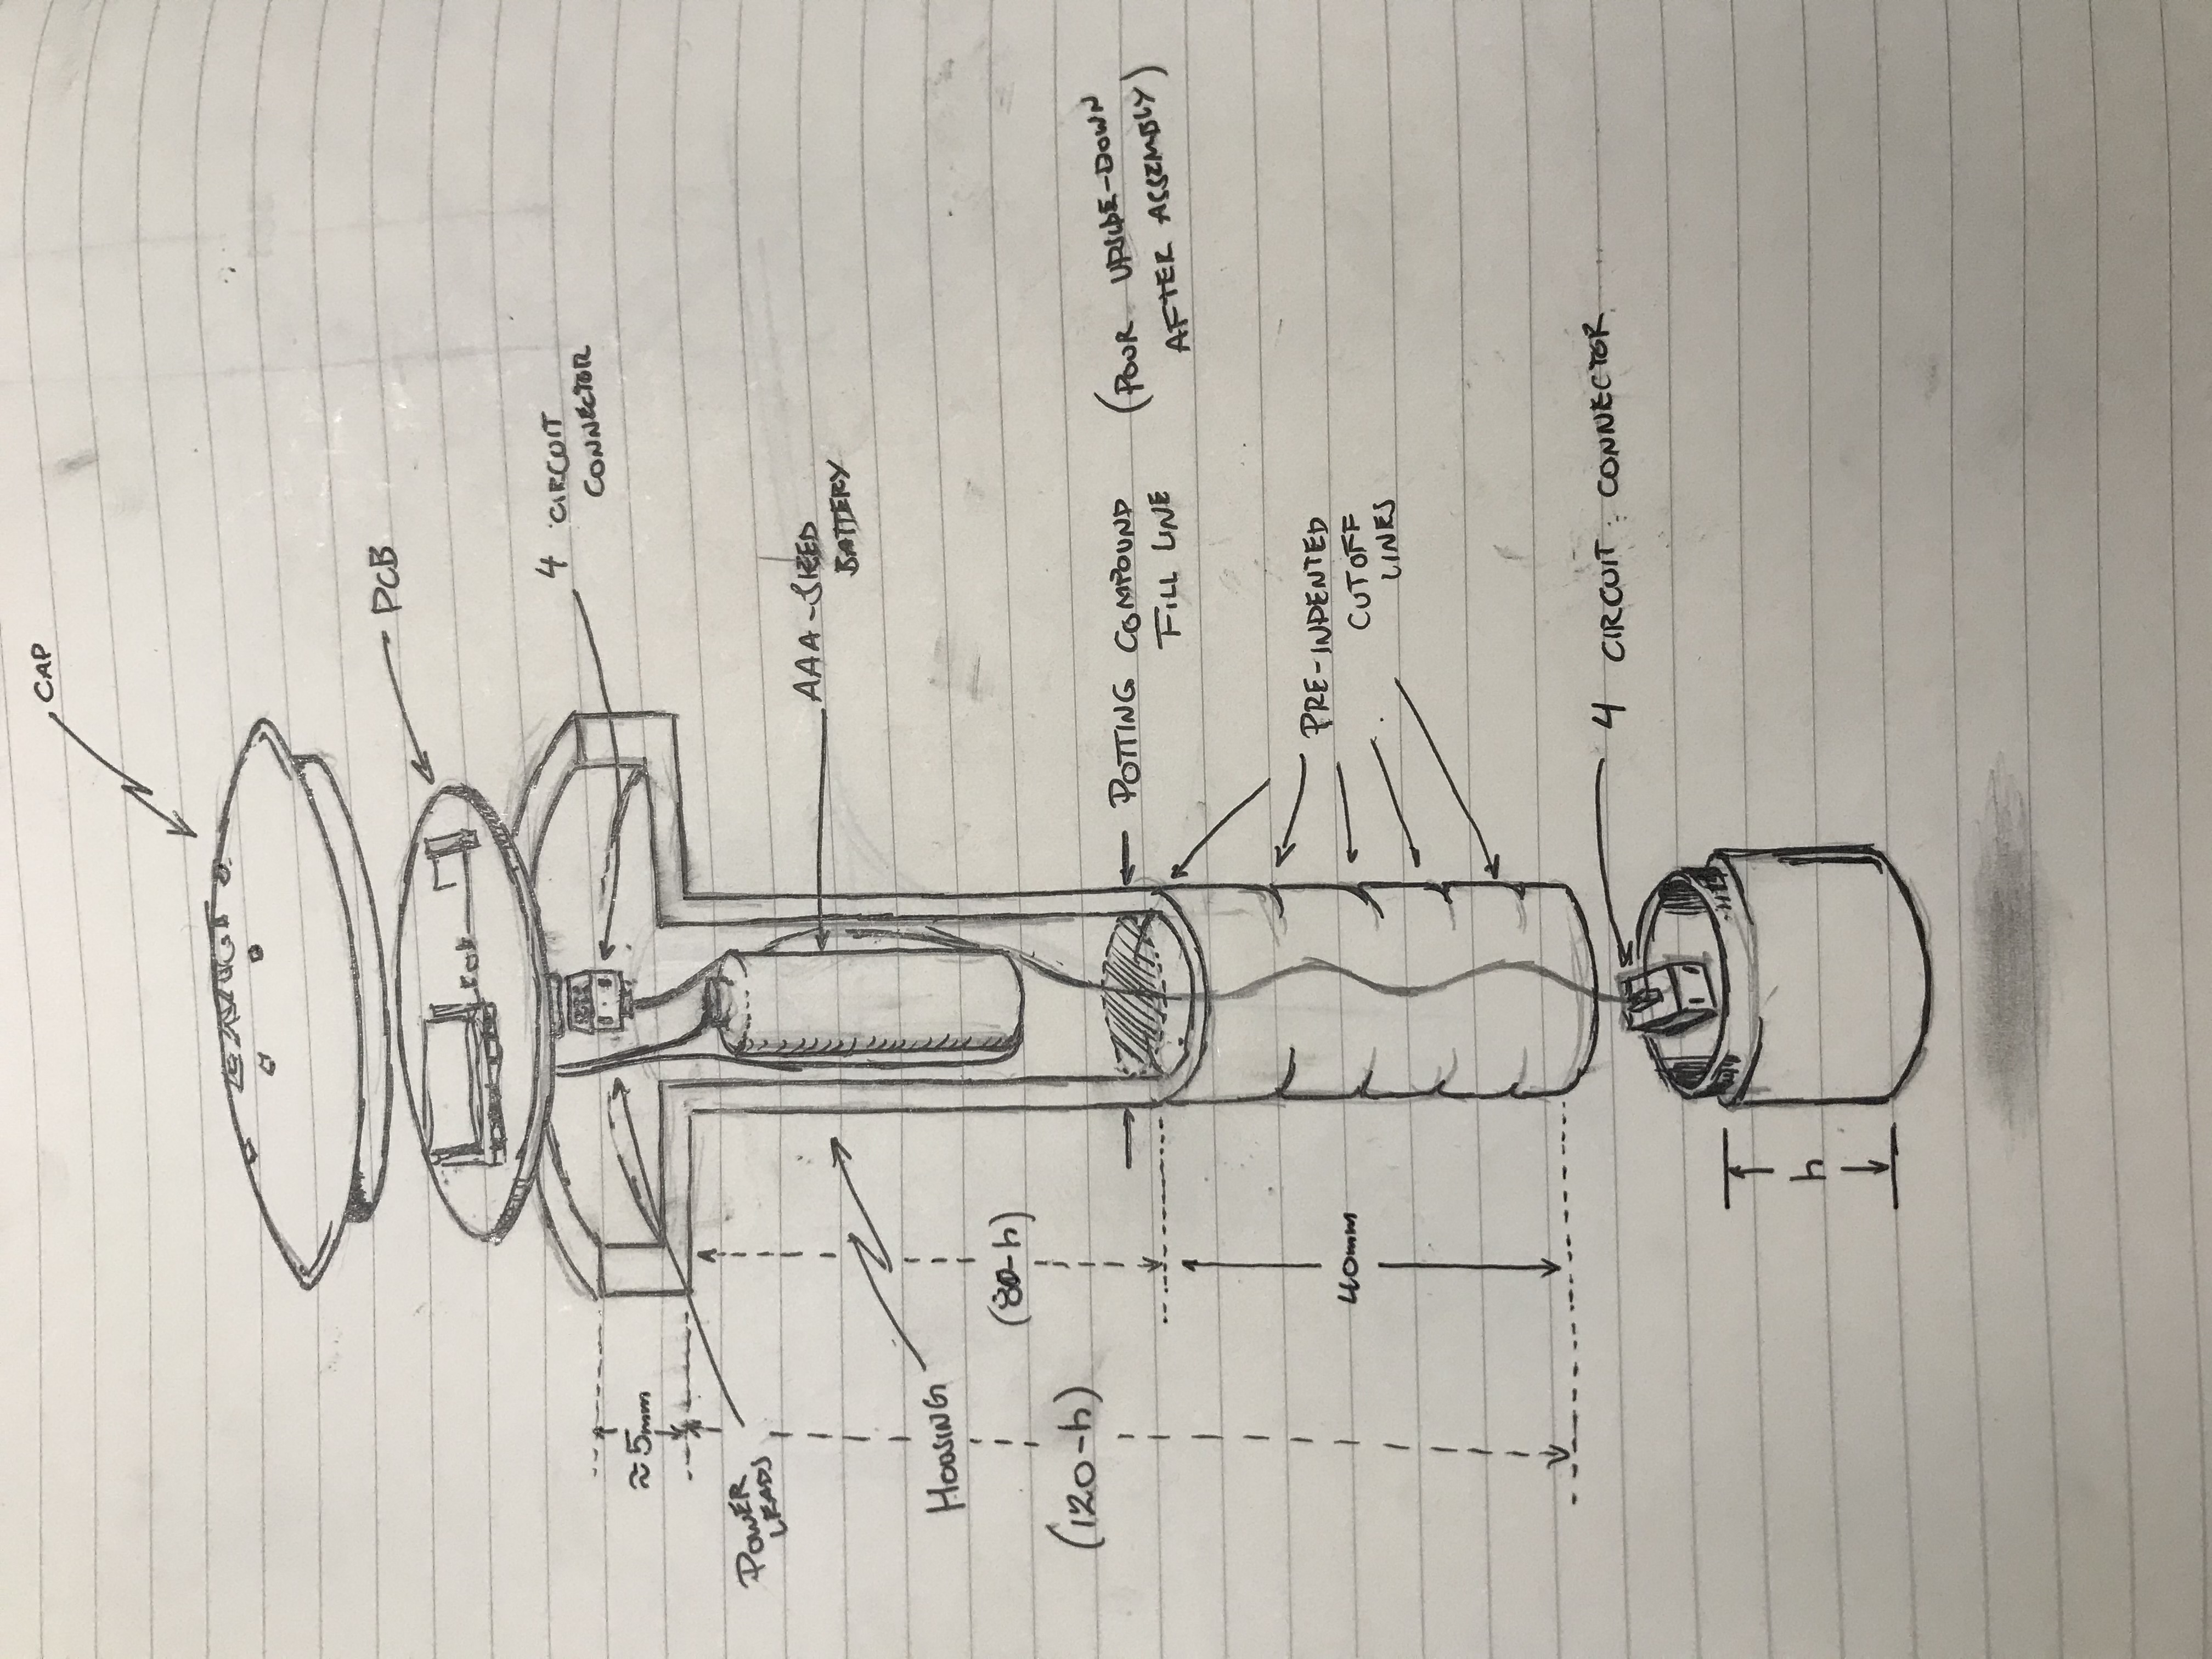 CAP
PCB
4 CIRCUIT
CONNECTOR
≈ 5mm
POWER
LEADS
AAA-SIZED
BATTERY
HOUSING
(80-h)
(120-h)
POTTING COMPOUND
FILL LINE
(POUR UPSIDE-DOWN
AFTER ASSEMBLY)
PRE-INDENTED
CUTOFF
LINES
40mm
4 CIRCUIT CONNECTOR
h